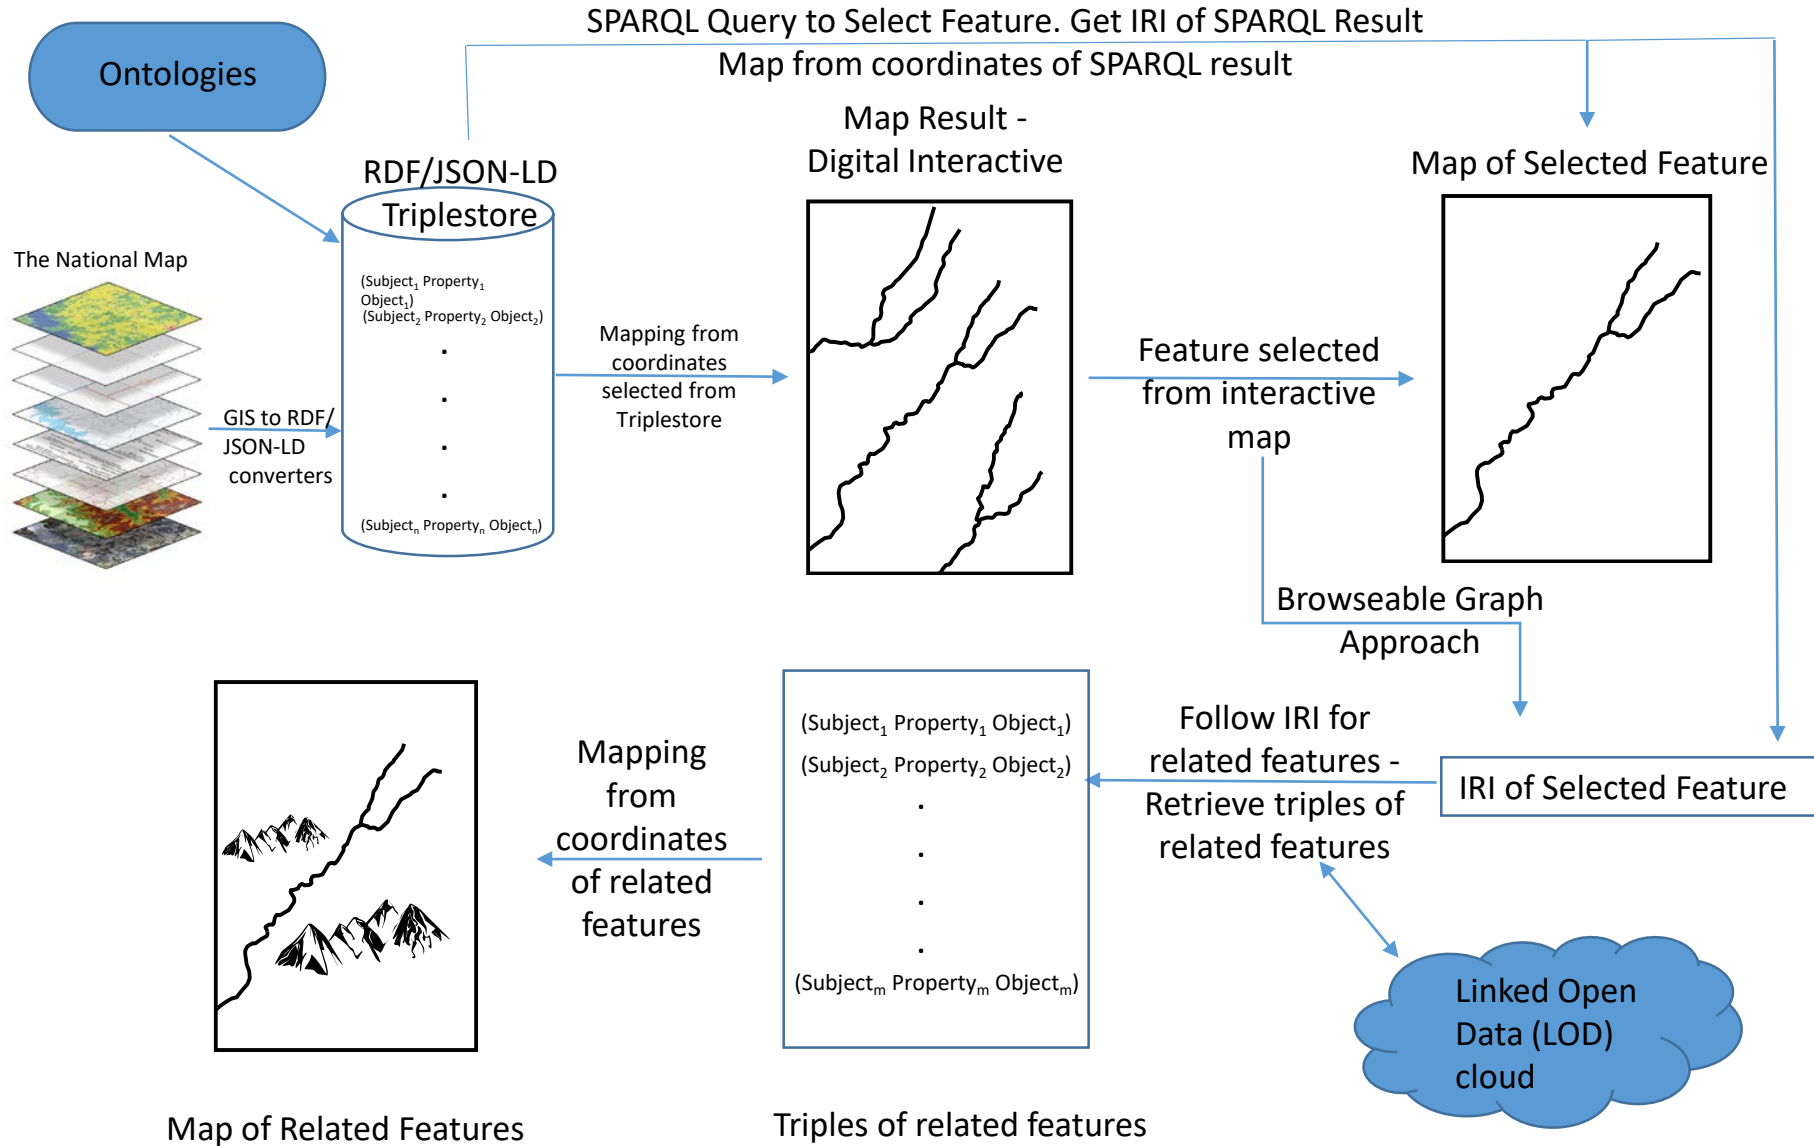 SPARQL Query to Select Feature. Get IRI of SPARQL Result
Map from coordinates of SPARQL result
Ontologies
Map Result -
Digital Interactive
RDF/JSON-LD
Triplestore
Map of Selected Feature
The National Map
(Subject1 Property1
Object1)
(Subject2 Property2 Object2)
.
.
.
.
(Subjectn Propertyn Objectn)
GIS to RDF/
JSON-LD
converters
Mapping from
coordinates
selected from
Triplestore
Feature selected
from interactive
map
Browseable Graph
Approach
IRI of Selected Feature
Follow IRI for
related features -
Retrieve triples of
related features
(Subject1 Property1 Object1)
(Subject2 Property2 Object2)
.
.
.
.
(Subjectm Propertym Objectm)
Mapping
from
coordinates
of related
features
Linked Open
Data (LOD)
cloud
Map of Related Features
Triples of related features